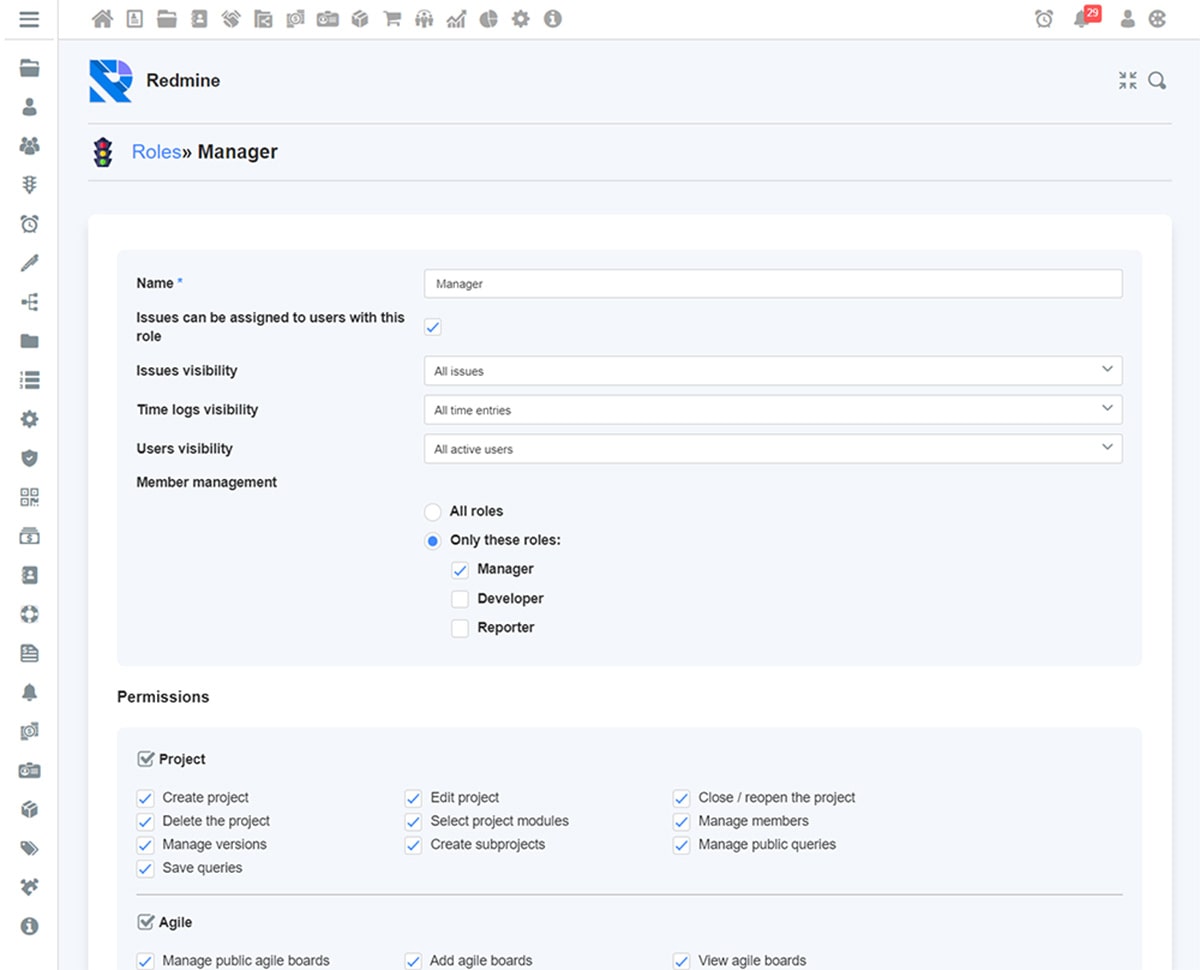 29
Redmine
Roles» Manager
Name *
Manager
Issues can be assigned to users with this
role
Issues visibility
All issues
Time logs visibility
All time entries
Users visibility
All active users
Member management
All roles
Only these roles:
Manager
Developer
Reporter
Permissions
Project
Create project Edit project Close / reopen the project
Delete the project Select project modules Manage members
Manage versions Create subprojects Manage public queries
Save queries
Agile
Manage public agile boards Add agile boards View agile boards